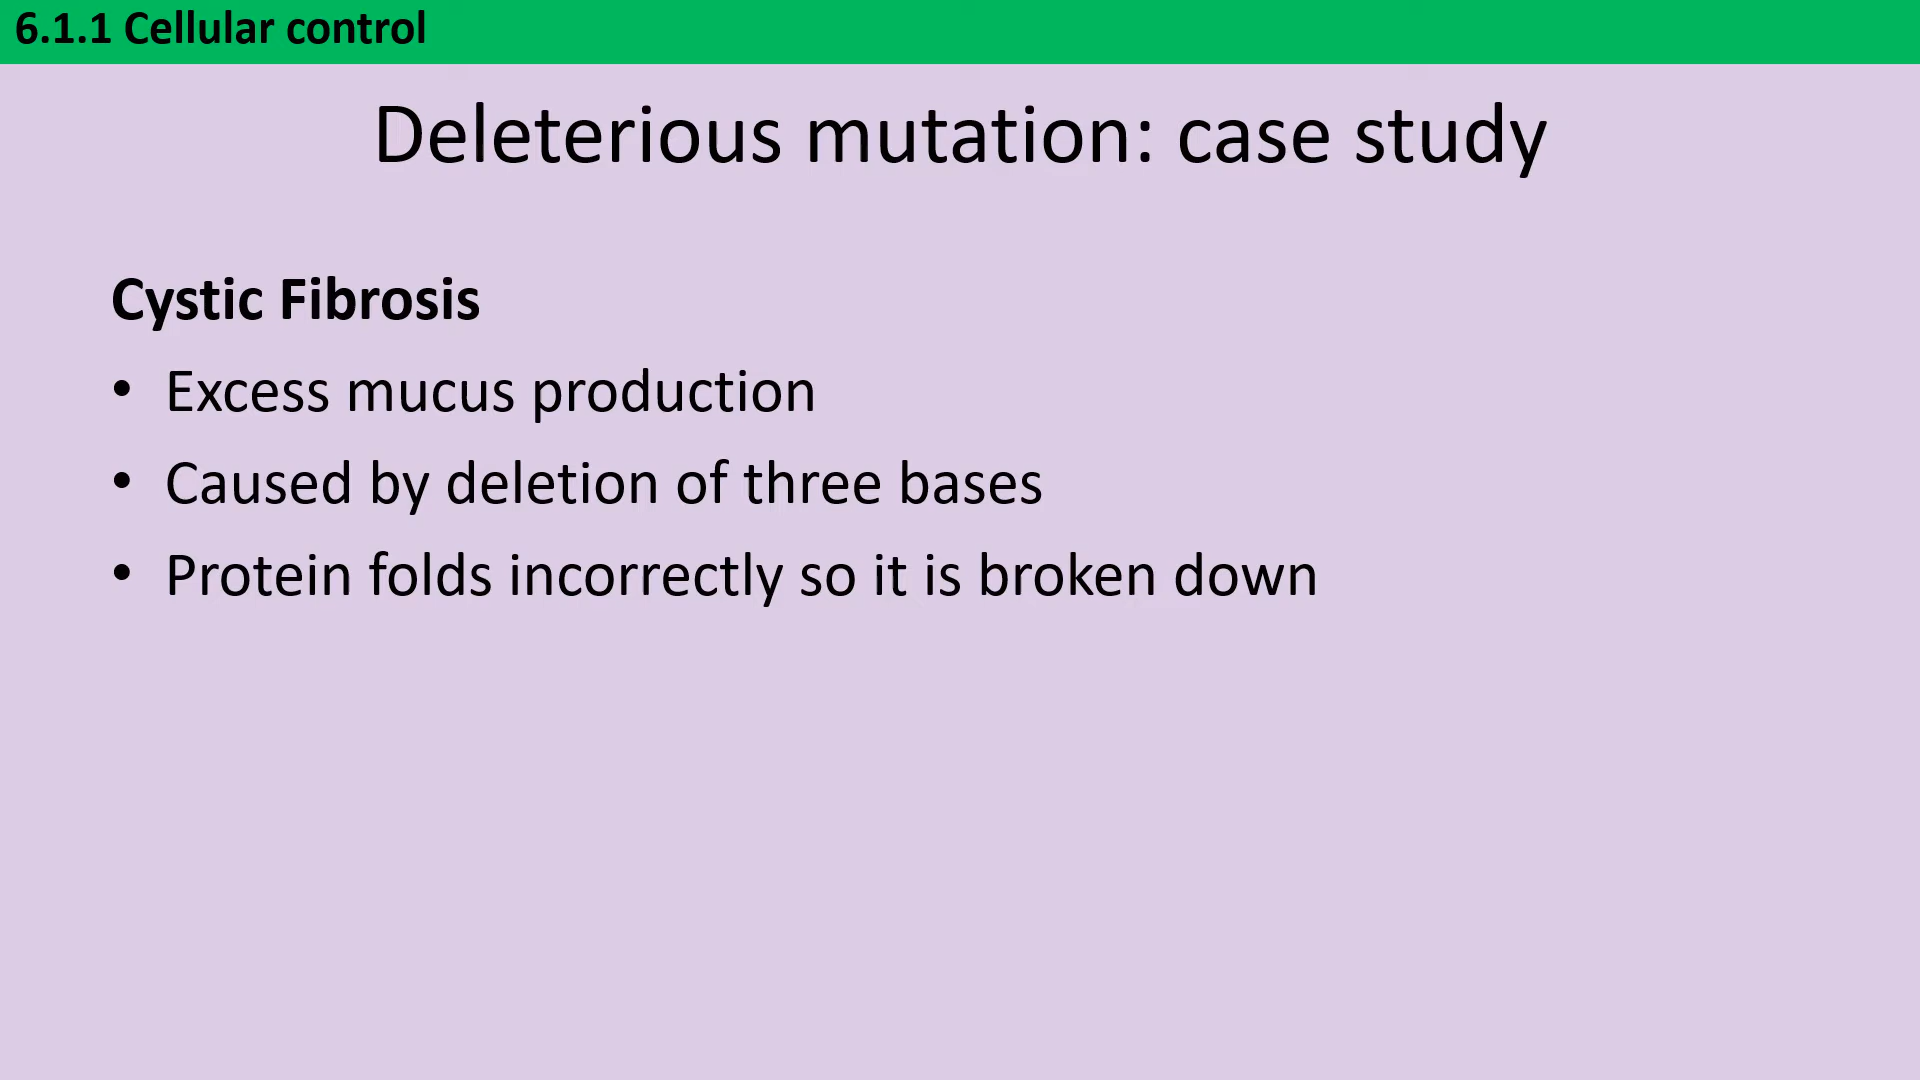 6.1.1 Cellular control
Deleterious mutation: case study
Cystic Fibrosis
• Excess mucus production
• Caused by deletion of three bases
• Protein folds incorrectly so it is broken down